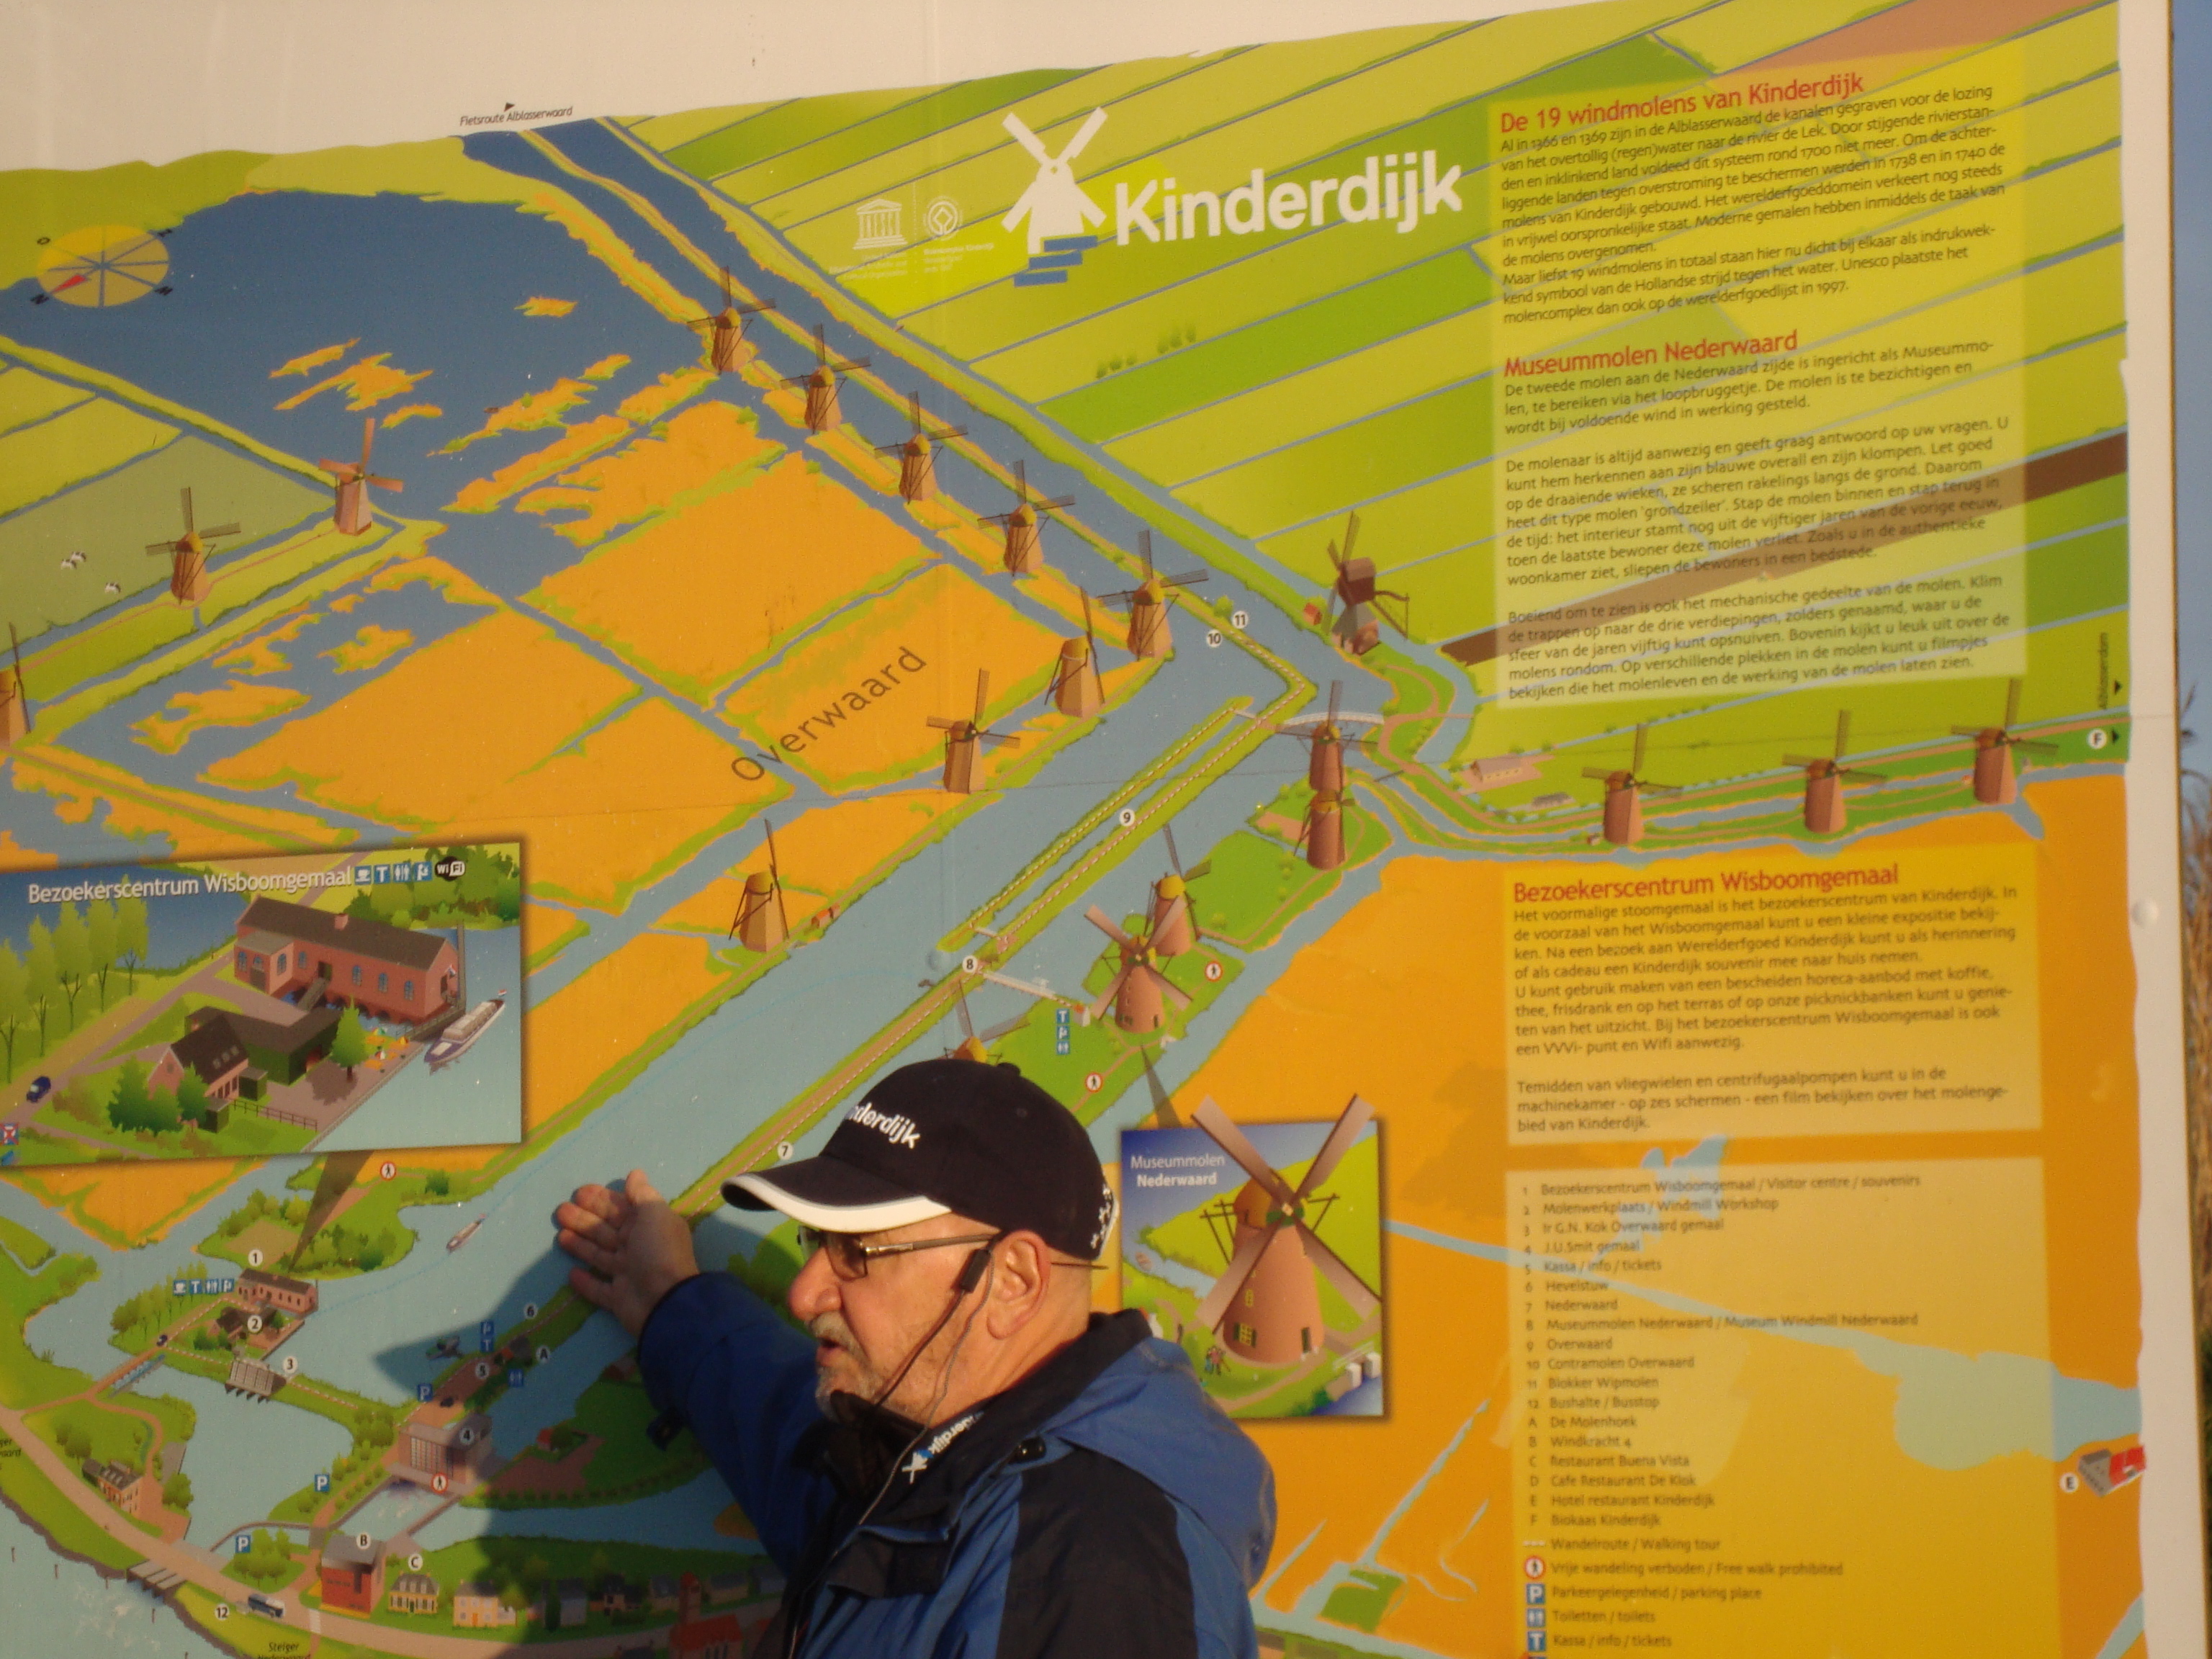 Fietsroute Alblasserwaard
Kinderdijk
De 19 windmolens van Kinderdijk
Al in 1366 en 1369 zijn in de Alblasserwaard de kanalen gegraven voor de lozing
van het overtollig (regen)water naar de rivier de Lek. Door stijgende rivierstan-
den en inklinkend land voldeed dit systeem rond 1700 niet meer. Om de achter-
liggende landen tegen overstroming te beschermen werden in 1738 en in 1740 de
molens van Kinderdijk gebouwd. Het werelderfgoeddomein verkeert nog steeds
in vrijwel oorspronkelijke staat. Moderne gemalen hebben inmiddels de taak van
de molens overgenomen.
Maar liefst 19 windmolens in totaal staan hier nu dicht bij elkaar als indrukwek-
kend symbool van de Hollandse strijd tegen het water. Unesco plaatste het
molencomplex dan ook op de werelderfgoedlijst in 1997.
Museummolen Nederwaard
De tweede molen aan de Nederwaard zijde is ingericht als Museummo-
len, te bereiken via het loopbruggetje. De molen is te bezichtigen en
wordt bij voldoende wind in werking gesteld.
De molenaar is altijd aanwezig en geeft graag antwoord op uw vragen. U
kunt hem herkennen aan zijn blauwe overall en zijn klompen. Let goed
op de draaiende wieken, ze scheren rakelings langs de grond. Daarom
heet dit type molen 'grondzeiler'. Stap de molen binnen en stap terug in
de tijd: het interieur stamt nog uit de vijftiger jaren van de vorige eeuw,
toen de laatste bewoner deze molen verliet. Zoals u in de authentieke
woonkamer ziet, sliepen de bewoners in een bedstede.
Boeiend om te zien is ook het mechanische gedeelte van de molen. Klim
de trappen op naar de drie verdiepingen, zolders genaamd, waar u de
sfeer van de jaren vijftig kunt opsnuiven. Bovenin kijkt u leuk uit over de
molens rondom. Op verschillende plekken in de molen kunt u filmpjes
bekijken die het molenleven en de werking van de molen laten zien.
Alblasserdam
F
Overwaard
11
10
9
8
7
Bezoekerscentrum Wisboomgemaal
T
P
WiFi
Bezoekerscentrum Wisboomgemaal
Het voormalige stoomgemaal is het bezoekerscentrum van Kinderdijk. In
de voorzaal van het Wisboomgemaal kunt u een kleine expositie bekij-
ken. Na een bezoek aan Werelderfgoed Kinderdijk kunt u als herinnering
of als cadeau een Kinderdijk souvenir mee naar huis nemen.
U kunt gebruik maken van een bescheiden horeca-aanbod met koffie,
thee, frisdrank en op het terras of op onze picknickbanken kunt u genie-
ten van het uitzicht. Bij het bezoekerscentrum Wisboomgemaal is ook
een VVVi- punt en Wifi aanwezig.
Temidden van vliegwielen en centrifugaalpompen kunt u in de
machinekamer - op zes schermen - een film bekijken over het molenge-
bied van Kinderdijk.
T
P
nderdijk
Museummolen
Nederwaard
1 Bezoekerscentrum Wisboomgemaal / Visitor centre / souvenirs
2 Molenwerkplaats / Windmill Workshop
3 Ir G.N. Kok Overwaard gemaal
4 J.U.Smit gemaal
5 Kassa / info / tickets
6 Hevelstuw
7 Nederwaard
8 Museummolen Nederwaard / Museum Windmill Nederwaard
9 Overwaard
10 Contramolen Overwaard
11 Blokker Wipmolen
12 Bushalte / Busstop
A De Molenhoek
B Windkracht 4
C Restaurant Buena Vista
D Cafe Restaurant De Klok
E Hotel restaurant Kinderdijk
F Biokaas Kinderdijk
Wandelroute / Walking tour
Vrije wandeling verboden / Free walk prohibited
P Parkeergelegenheid / parking place
Toiletten / toilets
T Kassa / info / tickets
E
1
T
P
2
3
6
P
T
A
5
P
4
P
P
B
C
12
Steiger
derdijk